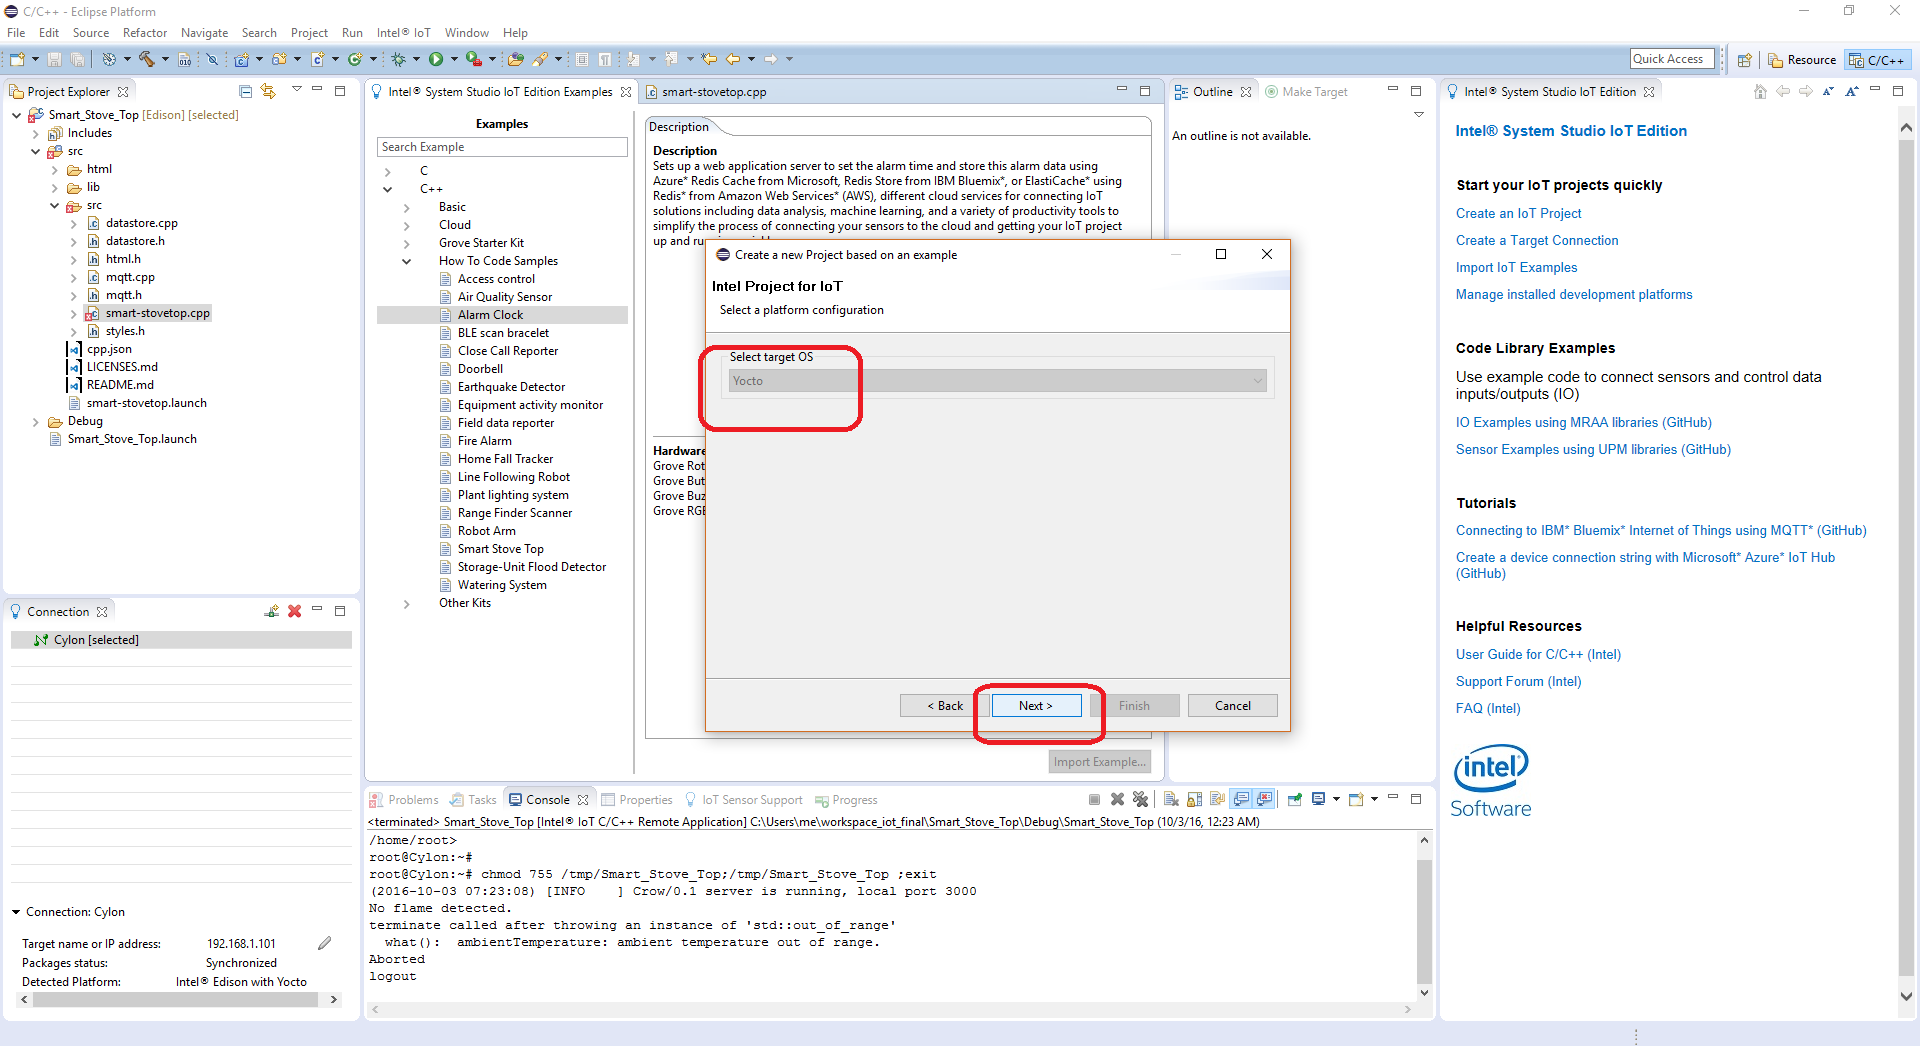 C/C++ - Eclipse Platform
File Edit Source Refactor Navigate Search Project Run Intel® IoT Window Help
Quick Access
Resource
C/C++
Project Explorer
Smart_Stove_Top [Edison] [selected]
Includes
src
html
lib
src
datastore.cpp
datastore.h
html.h
mqtt.cpp
mqtt.h
smart-stovetop.cpp
styles.h
cpp.json
LICENSES.md
README.md
smart-stovetop.launch
Debug
Smart_Stove_Top.launch
Connection
Cylon [selected]
Connection: Cylon
Target name or IP address: 192.168.1.101
Packages status: Synchronized
Detected Platform: Intel® Edison with Yocto
Intel® System Studio IoT Edition Examples
smart-stovetop.cpp
Examples
Search Example
C
C++
Basic
Cloud
Grove Starter Kit
How To Code Samples
Access control
Air Quality Sensor
Alarm Clock
BLE scan bracelet
Close Call Reporter
Doorbell
Earthquake Detector
Equipment activity monitor
Field data reporter
Fire Alarm
Home Fall Tracker
Line Following Robot
Plant lighting system
Range Finder Scanner
Robot Arm
Smart Stove Top
Storage-Unit Flood Detector
Watering System
Other Kits
Description
Description
Sets up a web application server to set the alarm time and store this alarm data using
Azure* Redis Cache from Microsoft, Redis Store from IBM Bluemix*, or ElastiCache* using
Redis* from Amazon Web Services* (AWS), different cloud services for connecting IoT
solutions including data analysis, machine learning, and a variety of productivity tools to
simplify the process of connecting your sensors to the cloud and getting your IoT project
up and ru
Hardware
Grove Rot
Grove But
Grove Buz
Grove RGB
Import Example...
Create a new Project based on an example
Intel Project for IoT
Select a platform configuration
Select target OS
Yocto
< Back
Next >
Finish
Cancel
Outline
Make Target
An outline is not available.
Problems
Tasks
Console
Properties
IoT Sensor Support
Progress
<terminated> Smart_Stove_Top [Intel® IoT C/C++ Remote Application] C:\Users\me\workspace_iot_final\Smart_Stove_Top\Debug\Smart_Stove_Top (10/3/16, 12:23 AM)
/home/root>
root@Cylon:~#
root@Cylon:~# chmod 755 /tmp/Smart_Stove_Top;/tmp/Smart_Stove_Top ;exit
(2016-10-03 07:23:08) [INFO    ] Crow/0.1 server is running, local port 3000
No flame detected.
terminate called after throwing an instance of 'std::out_of_range'
  what():  ambientTemperature: ambient temperature out of range.
Aborted
logout
Intel® System Studio IoT Edition
Intel® System Studio IoT Edition
Start your IoT projects quickly
Create an IoT Project
Create a Target Connection
Import IoT Examples
Manage installed development platforms
Code Library Examples
Use example code to connect sensors and control data
inputs/outputs (IO)
IO Examples using MRAA libraries (GitHub)
Sensor Examples using UPM libraries (GitHub)
Tutorials
Connecting to IBM* Bluemix* Internet of Things using MQTT* (GitHub)
Create a device connection string with Microsoft* Azure* IoT Hub
(GitHub)
Helpful Resources
User Guide for C/C++ (Intel)
Support Forum (Intel)
FAQ (Intel)
intel
Software